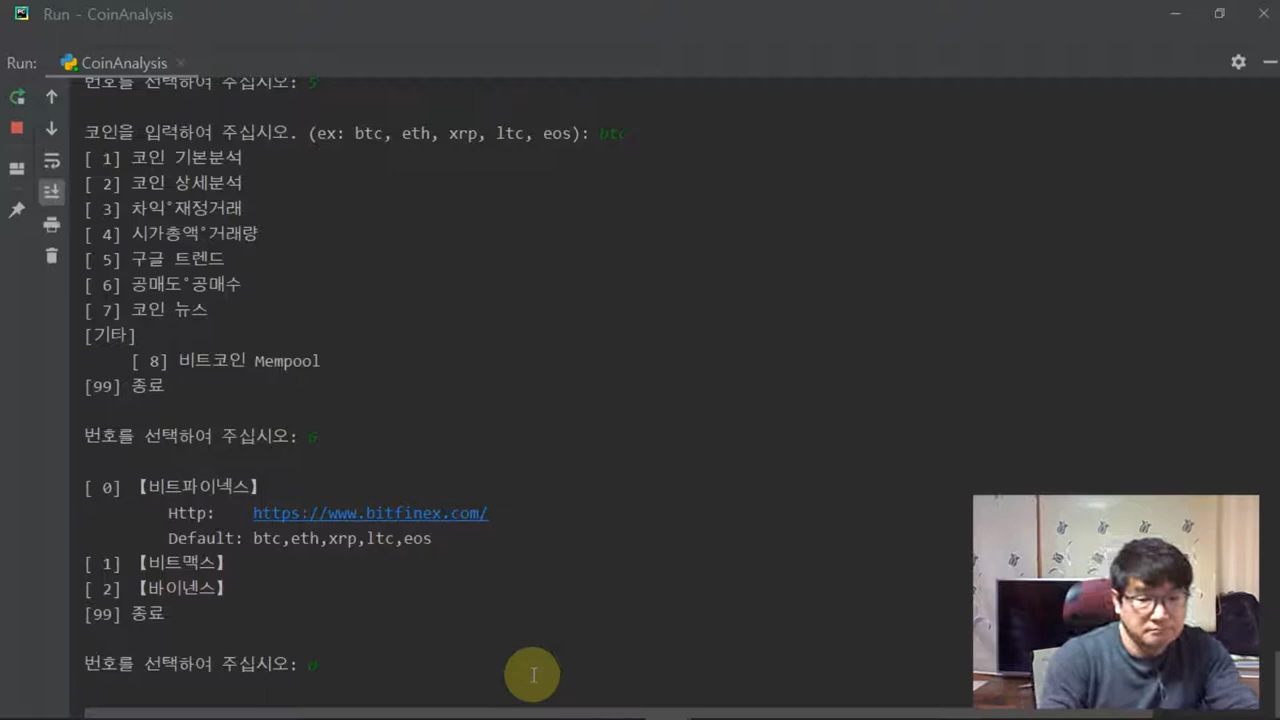 Run - CoinAnalysis
Run: CoinAnalysis
번호를 선택하여 주십시오: 5
코인을 입력하여 주십시오. (ex: btc, eth, xrp, ltc, eos): btc
[ 1] 코인 기본분석
[ 2] 코인 상세분석
[ 3] 차익°재정거래
[ 4] 시가총액°거래량
[ 5] 구글 트렌드
[ 6] 공매도°공매수
[ 7] 코인 뉴스
[기타]
[ 8] 비트코인 Mempool
[99] 종료
번호를 선택하여 주십시오: 6
[ 0] 【비트파이넥스】
Http: https://www.bitfinex.com/
Default: btc,eth,xrp,ltc,eos
[ 1] 【비트맥스】
[ 2] 【바이낸스】
[99] 종료
번호를 선택하여 주십시오: 0